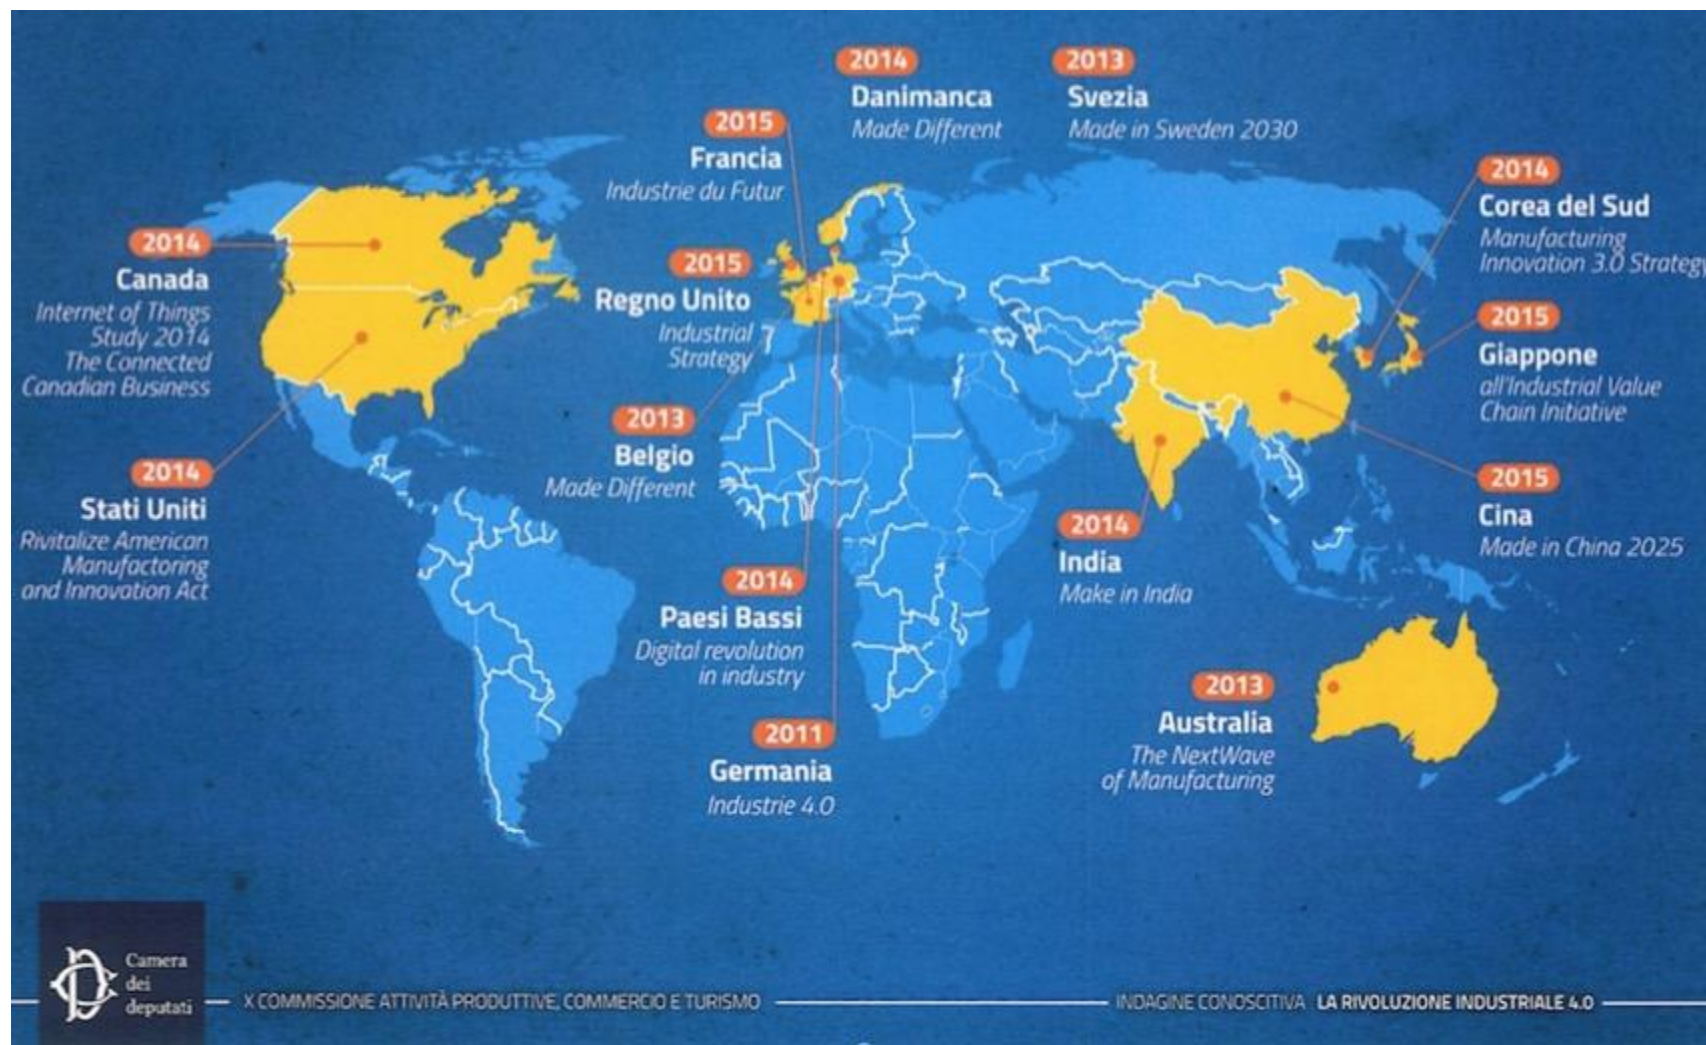 2014
Danimanca
Made Different
2013
Svezia
Made in Sweden 2030
2015
Francia
Industrie du Futur
2014
Corea del Sud
Manufacturing
Innovation 3.0 Strategy
2014
Canada
Internet of Things
Study 2014
The Connected
Canadian Business
2015
Regno Unito
Industrial
Strategy
2015
Giappone
all'Industrial Value
Chain Initiative
2013
Belgio
Made Different
2014
Stati Uniti
Rivitalize American
Manufactoring
and Innovation Act
2015
Cina
Made in China 2025
2014
India
Make in India
2014
Paesi Bassi
Digital revolution
in industry
2013
Australia
The NextWave
of Manufacturing
2011
Germania
Industrie 4.0
Camera
dei
deputati
X COMMISSIONE ATTIVITÀ PRODUTTIVE, COMMERCIO E TURISMO
INDAGINE CONOSCITIVA LA RIVOLUZIONE INDUSTRIALE 4.0